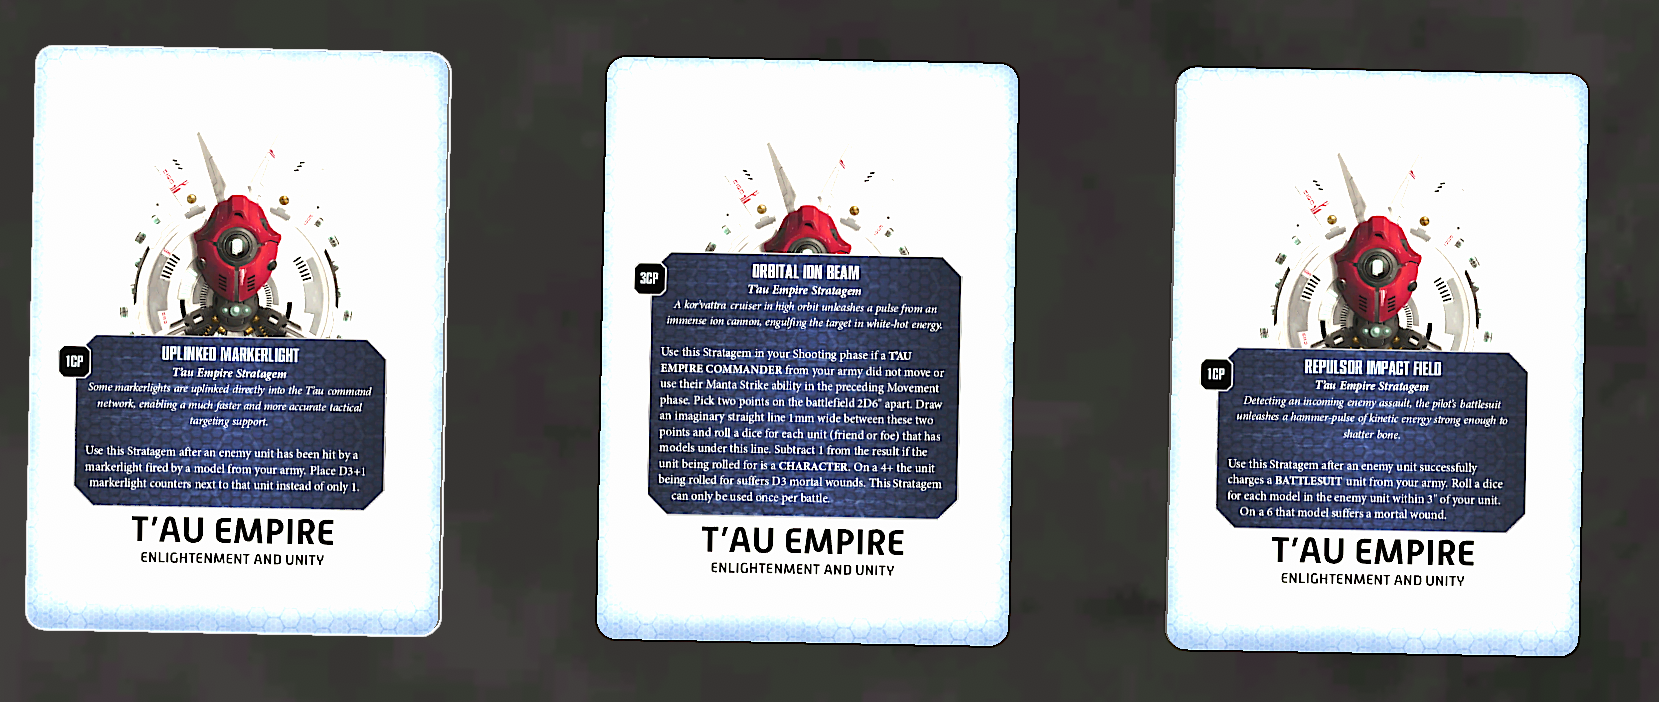 1CP
UPLINKED MARKERLIGHT
T'au Empire Stratagem
Some markerlights are uplinked directly into the T'au command
network, enabling a much faster and more accurate tactical
targeting support.
Use this Stratagem after an enemy unit has been hit by a
markerlight fired by a model from your army. Place D3+1
markerlight counters next to that unit instead of only 1.
T'AU EMPIRE
ENLIGHTENMENT AND UNITY
3CP
ORBITAL ION BEAM
T'au Empire Stratagem
A kor'vattra cruiser in high orbit unleashes a pulse from an
immense ion cannon, engulfing the target in white-hot energy.
Use this Stratagem in your Shooting phase if a T'AU
EMPIRE COMMANDER from your army did not move or
use their Manta Strike ability in the preceding Movement
phase. Pick two points on the battlefield 2D6" apart. Draw
an imaginary straight line 1mm wide between these two
points and roll a dice for each unit (friend or foe) that has
models under this line. Subtract 1 from the result if the
unit being rolled for is a CHARACTER. On a 4+ the unit
being rolled for suffers D3 mortal wounds. This Stratagem
can only be used once per battle.
T'AU EMPIRE
ENLIGHTENMENT AND UNITY
1CP
REPULSOR IMPACT FIELD
T'au Empire Stratagem
Detecting an incoming enemy assault, the pilot's battlesuit
unleashes a hammer-pulse of kinetic energy strong enough to
shatter bone.
Use this Stratagem after an enemy unit successfully
charges a BATTLESUIT unit from your army. Roll a dice
for each model in the enemy unit within 3" of your unit.
On a 6 that model suffers a mortal wound.
T'AU EMPIRE
ENLIGHTENMENT AND UNITY